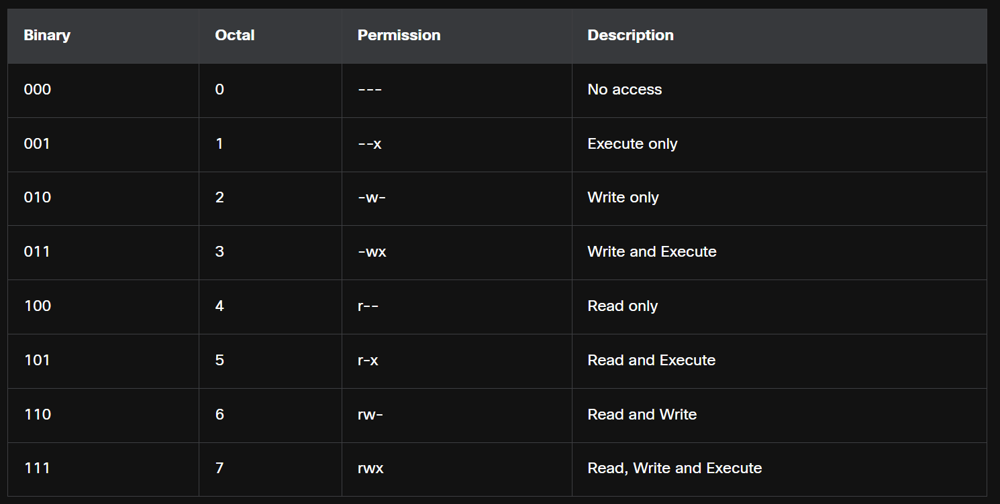 Binary Octal Permission Description
000 0 --- No access
001 1 --x Execute only
010 2 -w- Write only
011 3 -wx Write and Execute
100 4 r-- Read only
101 5 r-x Read and Execute
110 6 rw- Read and Write
111 7 rwx Read, Write and Execute